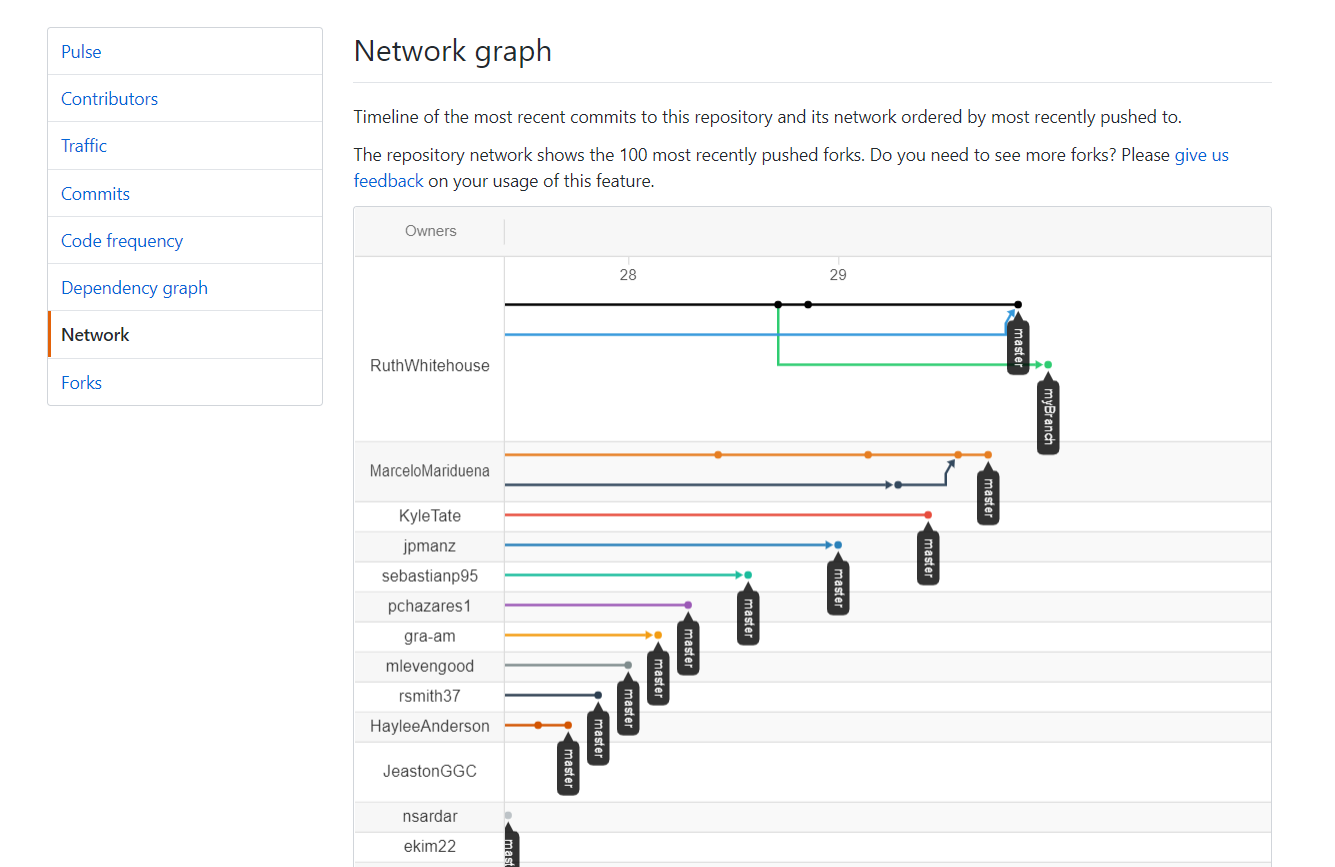 Pulse
Contributors
Traffic
Commits
Code frequency
Dependency graph
Network
Forks
Network graph
Timeline of the most recent commits to this repository and its network ordered by most recently pushed to.
The repository network shows the 100 most recently pushed forks. Do you need to see more forks? Please give us
feedback on your usage of this feature.
Owners
28 29
RuthWhitehouse
master
myBranch
MarceloMariduena
master
KyleTate
master
jpmanz
master
sebastianp95
master
pchazares1
master
gra-am
master
mlevengood
master
rsmith37
master
HayleeAnderson
master
JeastonGGC
nsardar
ekim22